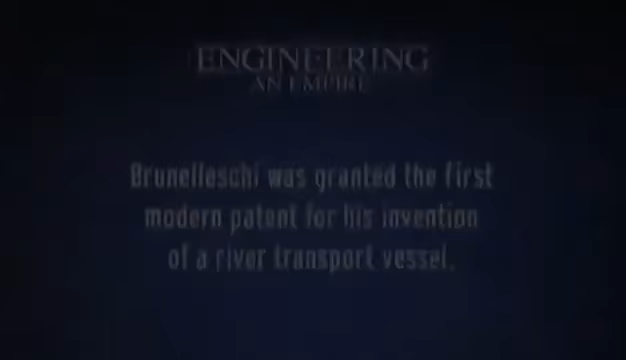 ENGINEERING
AN EMPIRE
Brunelleschi was granted the first
modern patent for his invention
of a river transport vessel.